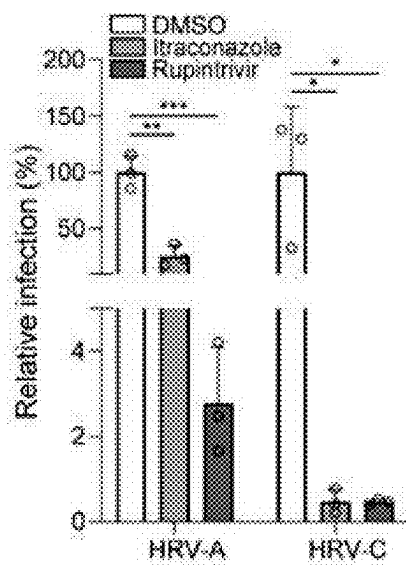 DMSO
Itraconazole
Rupintrivir
200
150
100
50
4
2
0
Relative infection (%)
***
**
*
*
HRV-A
HRV-C